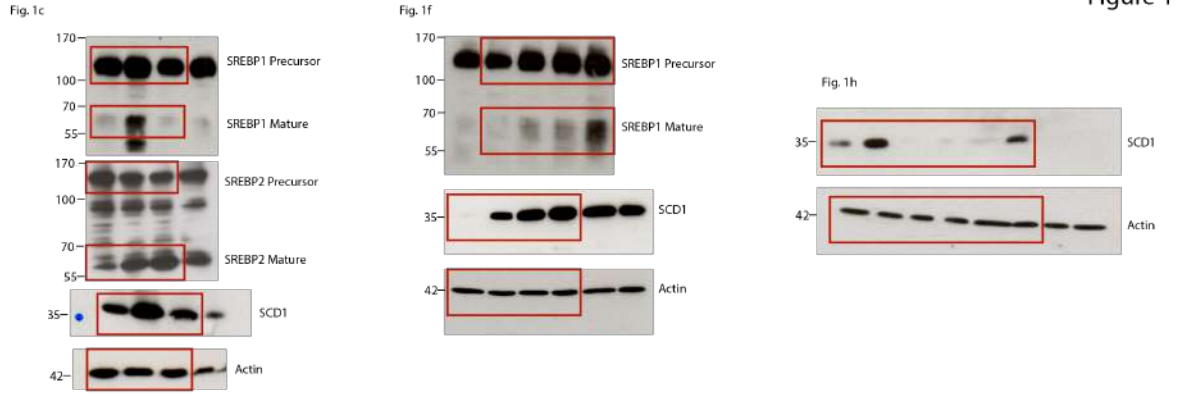 Figure 1
Fig. 1c
170-
100-
70-
55-
SREBP1 Precursor
SREBP1 Mature
170-
100-
70-
55-
SREBP2 Precursor
SREBP2 Mature
35-
SCD1
42-
Actin
Fig. 1f
170-
100-
70-
55-
SREBP1 Precursor
SREBP1 Mature
35-
SCD1
42-
Actin
Fig. 1h
35-
SCD1
42-
Actin